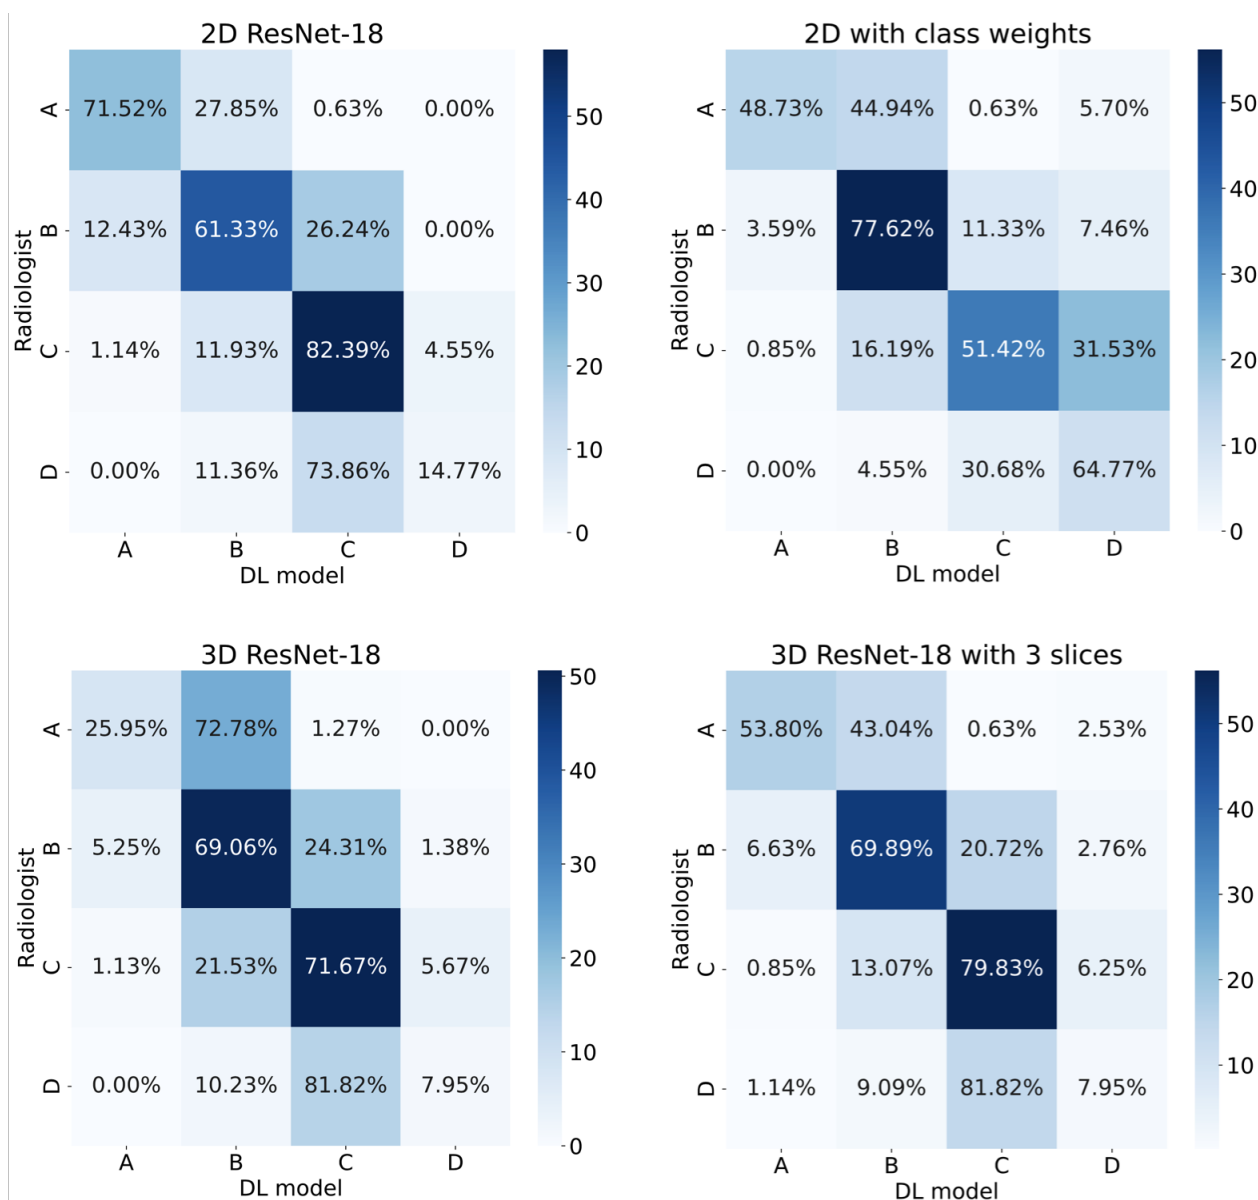 2D ResNet-18
A 71.52% 27.85% 0.63% 0.00%
B 12.43% 61.33% 26.24% 0.00%
C 1.14% 11.93% 82.39% 4.55%
D 0.00% 11.36% 73.86% 14.77%
A B C D
DL model
Radiologist
50
40
30
20
10
0
2D with class weights
A 48.73% 44.94% 0.63% 5.70%
B 3.59% 77.62% 11.33% 7.46%
C 0.85% 16.19% 51.42% 31.53%
D 0.00% 4.55% 30.68% 64.77%
A B C D
DL model
Radiologist
50
40
30
20
10
0
3D ResNet-18
A 25.95% 72.78% 1.27% 0.00%
B 5.25% 69.06% 24.31% 1.38%
C 1.13% 21.53% 71.67% 5.67%
D 0.00% 10.23% 81.82% 7.95%
A B C D
DL model
Radiologist
50
40
30
20
10
0
3D ResNet-18 with 3 slices
A 53.80% 43.04% 0.63% 2.53%
B 6.63% 69.89% 20.72% 2.76%
C 0.85% 13.07% 79.83% 6.25%
D 1.14% 9.09% 81.82% 7.95%
A B C D
DL model
Radiologist
50
40
30
20
10